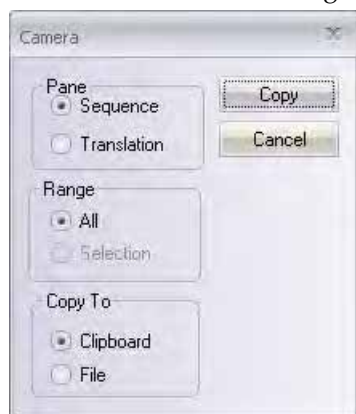 Camera
Pane
Sequence
Translation
Range
All
Selection
Copy To
Clipboard
File
Copy
Cancel